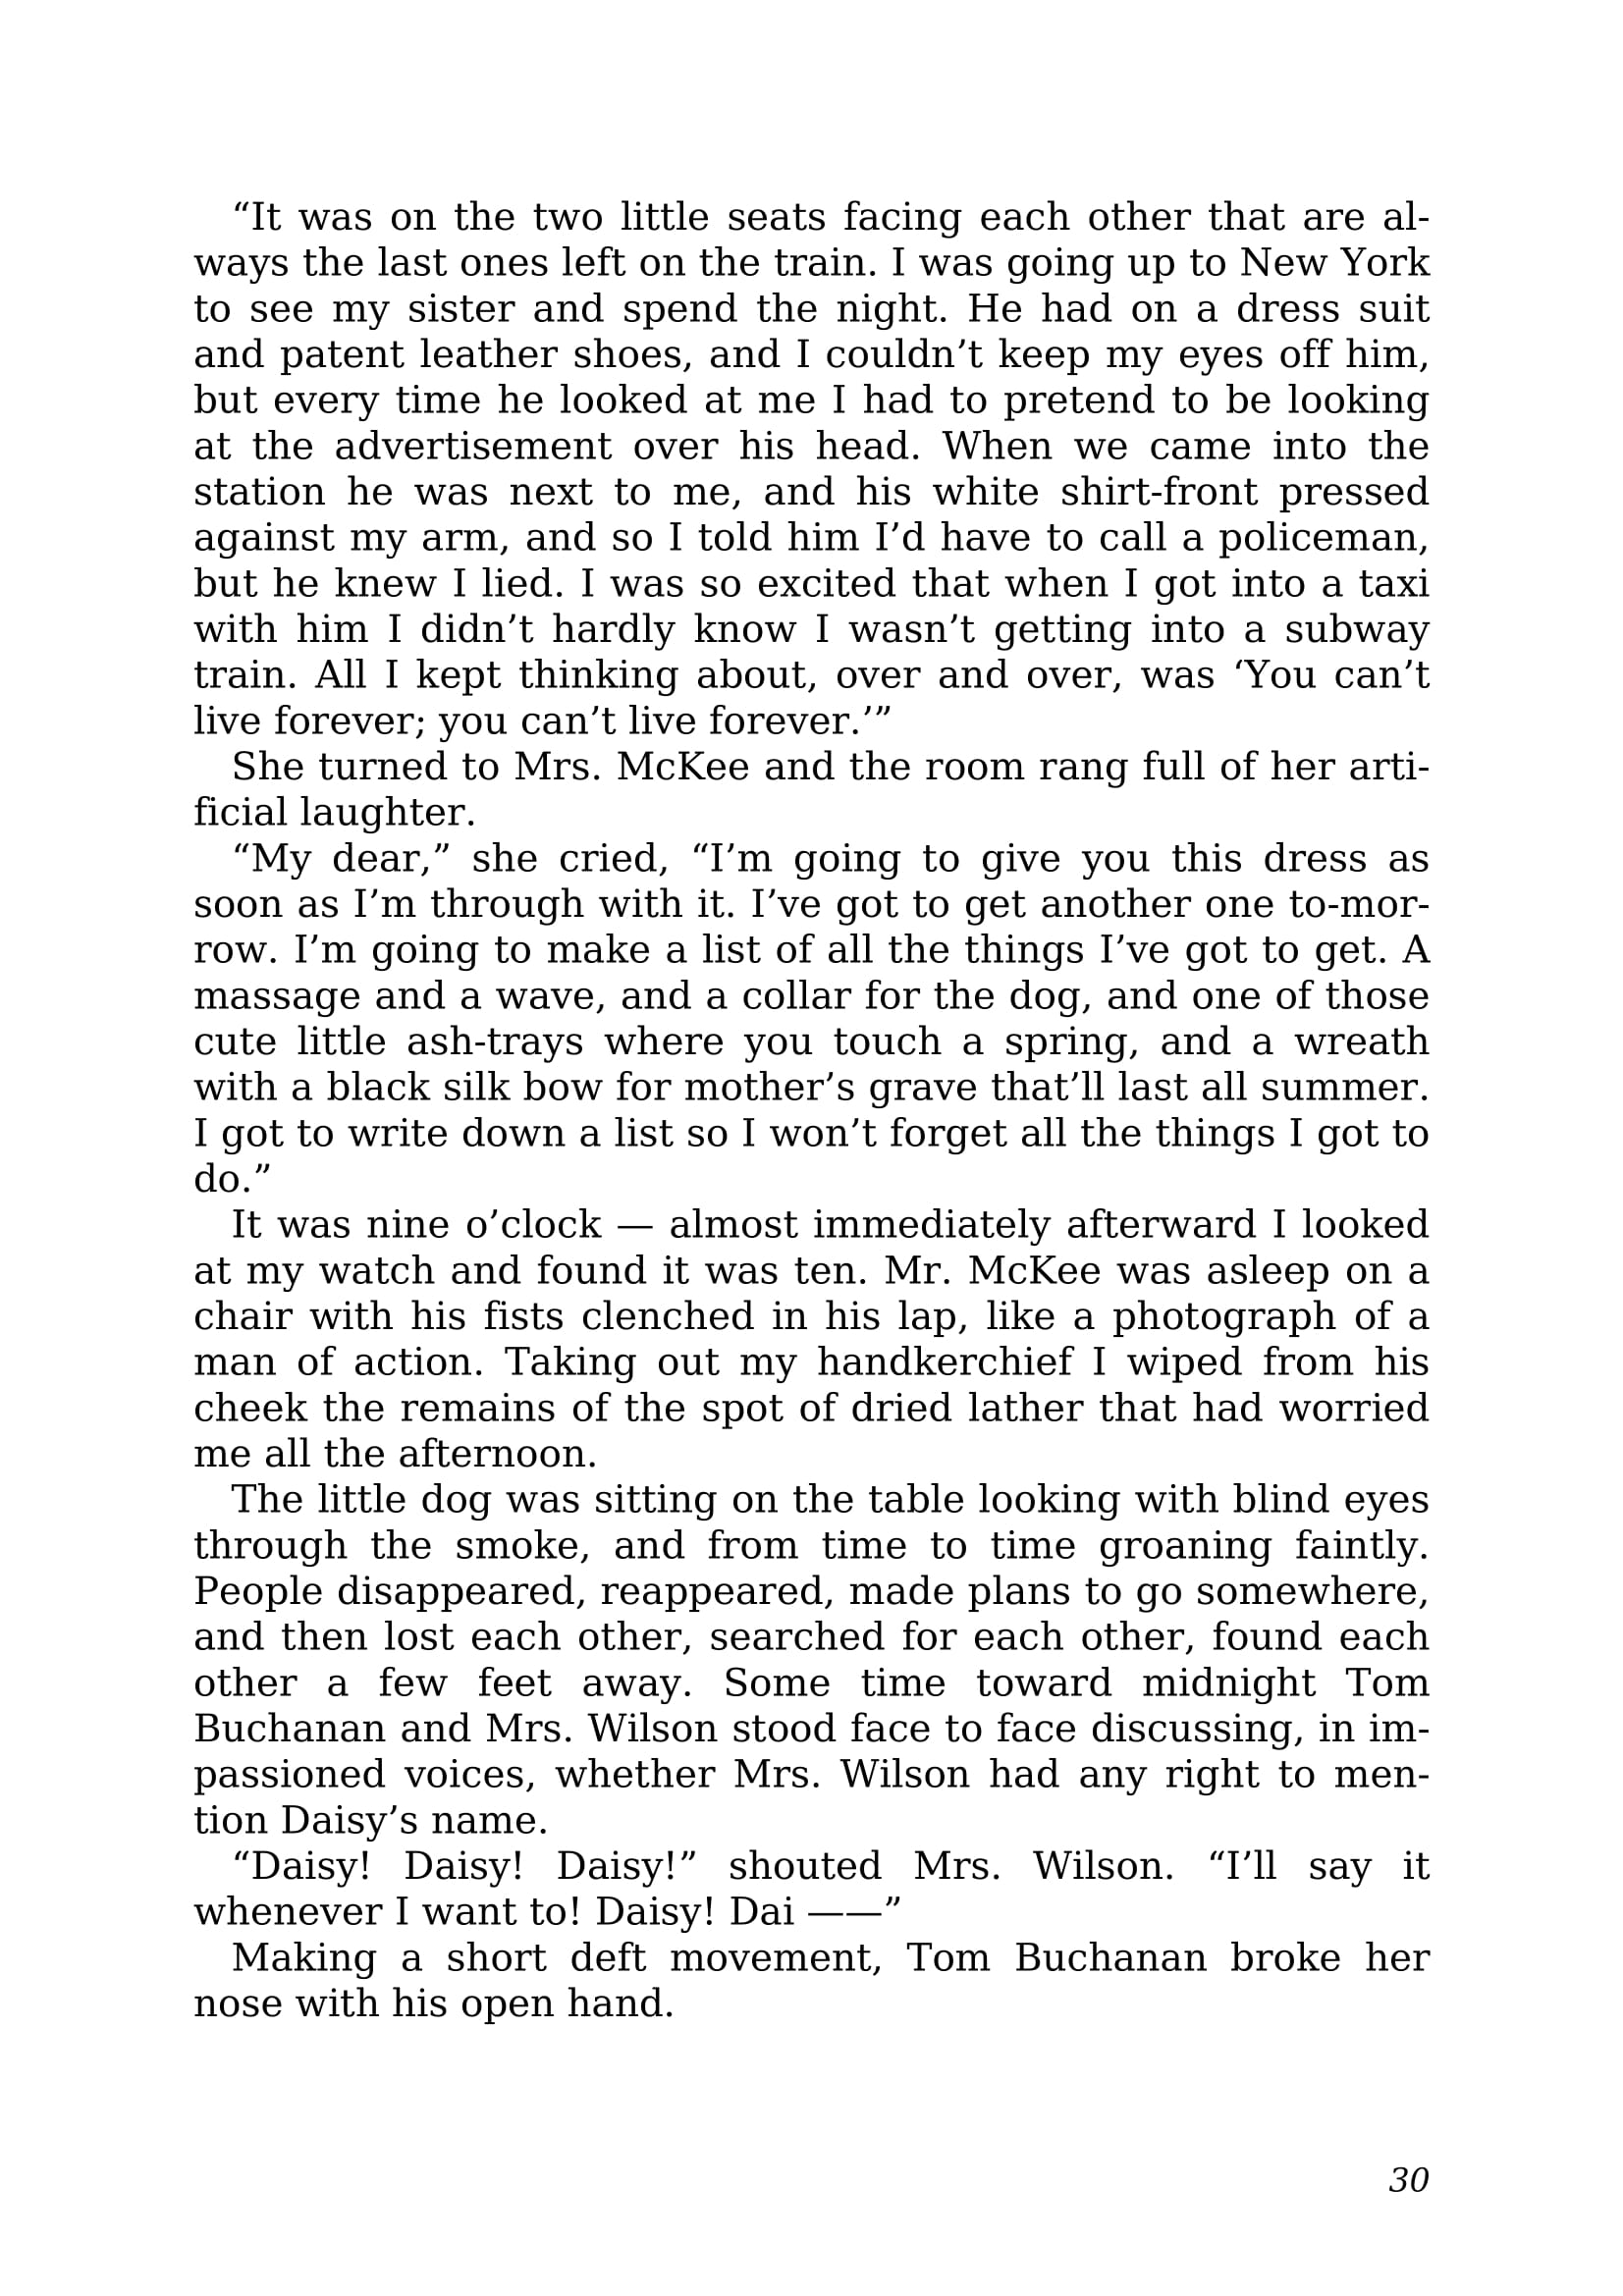 “It was on the two little seats facing each other that are al-
ways the last ones left on the train. I was going up to New York
to see my sister and spend the night. He had on a dress suit
and patent leather shoes, and I couldn’t keep my eyes off him,
but every time he looked at me I had to pretend to be looking
at the advertisement over his head. When we came into the
station he was next to me, and his white shirt-front pressed
against my arm, and so I told him I’d have to call a policeman,
but he knew I lied. I was so excited that when I got into a taxi
with him I didn’t hardly know I wasn’t getting into a subway
train. All I kept thinking about, over and over, was ‘You can’t
live forever; you can’t live forever.’”
She turned to Mrs. McKee and the room rang full of her arti-
ficial laughter.
“My dear,” she cried, “I’m going to give you this dress as
soon as I’m through with it. I’ve got to get another one to-mor-
row. I’m going to make a list of all the things I’ve got to get. A
massage and a wave, and a collar for the dog, and one of those
cute little ash-trays where you touch a spring, and a wreath
with a black silk bow for mother’s grave that’ll last all summer.
I got to write down a list so I won’t forget all the things I got to
do.”
It was nine o’clock — almost immediately afterward I looked
at my watch and found it was ten. Mr. McKee was asleep on a
chair with his fists clenched in his lap, like a photograph of a
man of action. Taking out my handkerchief I wiped from his
cheek the remains of the spot of dried lather that had worried
me all the afternoon.
The little dog was sitting on the table looking with blind eyes
through the smoke, and from time to time groaning faintly.
People disappeared, reappeared, made plans to go somewhere,
and then lost each other, searched for each other, found each
other a few feet away. Some time toward midnight Tom
Buchanan and Mrs. Wilson stood face to face discussing, in im-
passioned voices, whether Mrs. Wilson had any right to men-
tion Daisy’s name.
“Daisy! Daisy! Daisy!” shouted Mrs. Wilson. “I’ll say it
whenever I want to! Daisy! Dai ——”
Making a short deft movement, Tom Buchanan broke her
nose with his open hand.
30